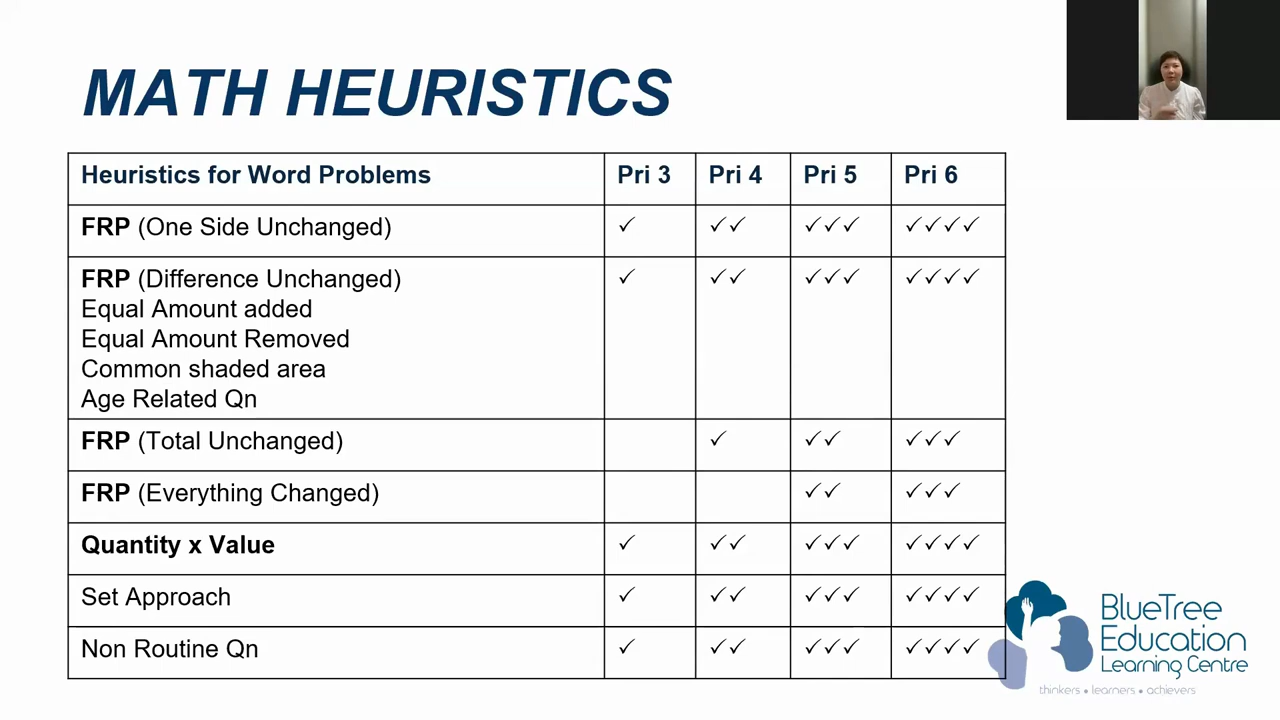 MATH HEURISTICS
Heuristics for Word Problems Pri 3 Pri 4 Pri 5 Pri 6
FRP (One Side Unchanged) ✓ ✓✓ ✓✓✓ ✓✓✓✓
FRP (Difference Unchanged) ✓ ✓✓ ✓✓✓ ✓✓✓✓
Equal Amount added
Equal Amount Removed
Common shaded area
Age Related Qn
FRP (Total Unchanged) ✓ ✓✓ ✓✓✓
FRP (Everything Changed) ✓✓ ✓✓✓
Quantity x Value ✓ ✓✓ ✓✓✓ ✓✓✓✓
Set Approach ✓ ✓✓ ✓✓✓ ✓✓✓✓
Non Routine Qn ✓ ✓✓ ✓✓✓ ✓✓✓✓
BlueTree
Education
Learning Centre
thinkers • learners • achievers